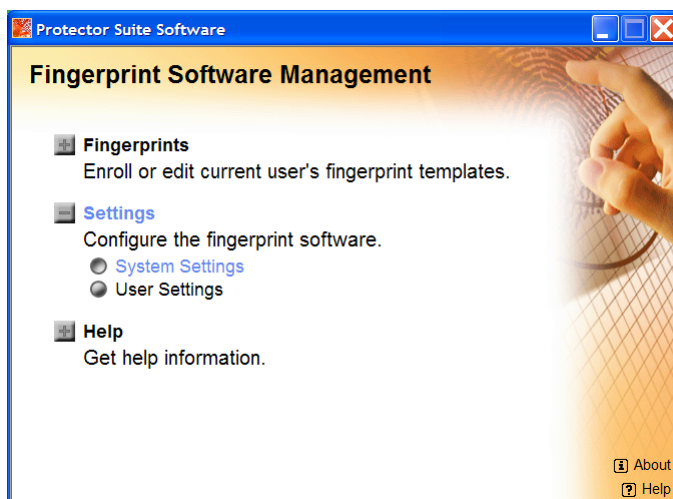 Protector Suite Software
Fingerprint Software Management
Fingerprints
Enroll or edit current user's fingerprint templates.
Settings
Configure the fingerprint software.
System Settings
User Settings
Help
Get help information.
About
Help